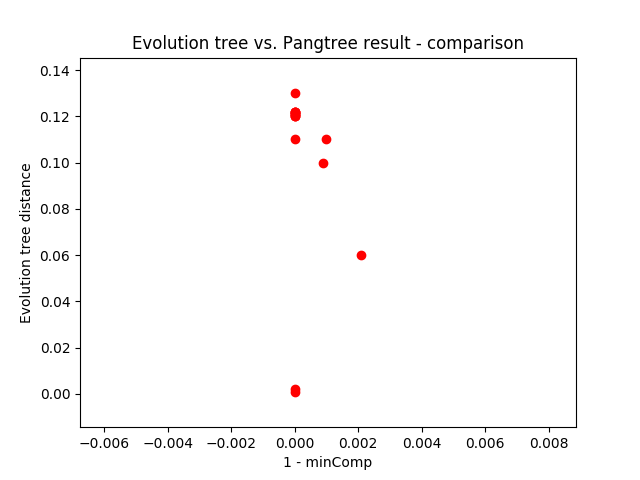 Evolution tree vs. Pangtree result - comparison
0.14
0.12
0.10
0.08
0.06
0.04
0.02
0.00
Evolution tree distance
−0.006 −0.004 −0.002 0.000 0.002 0.004 0.006 0.008
1 - minComp